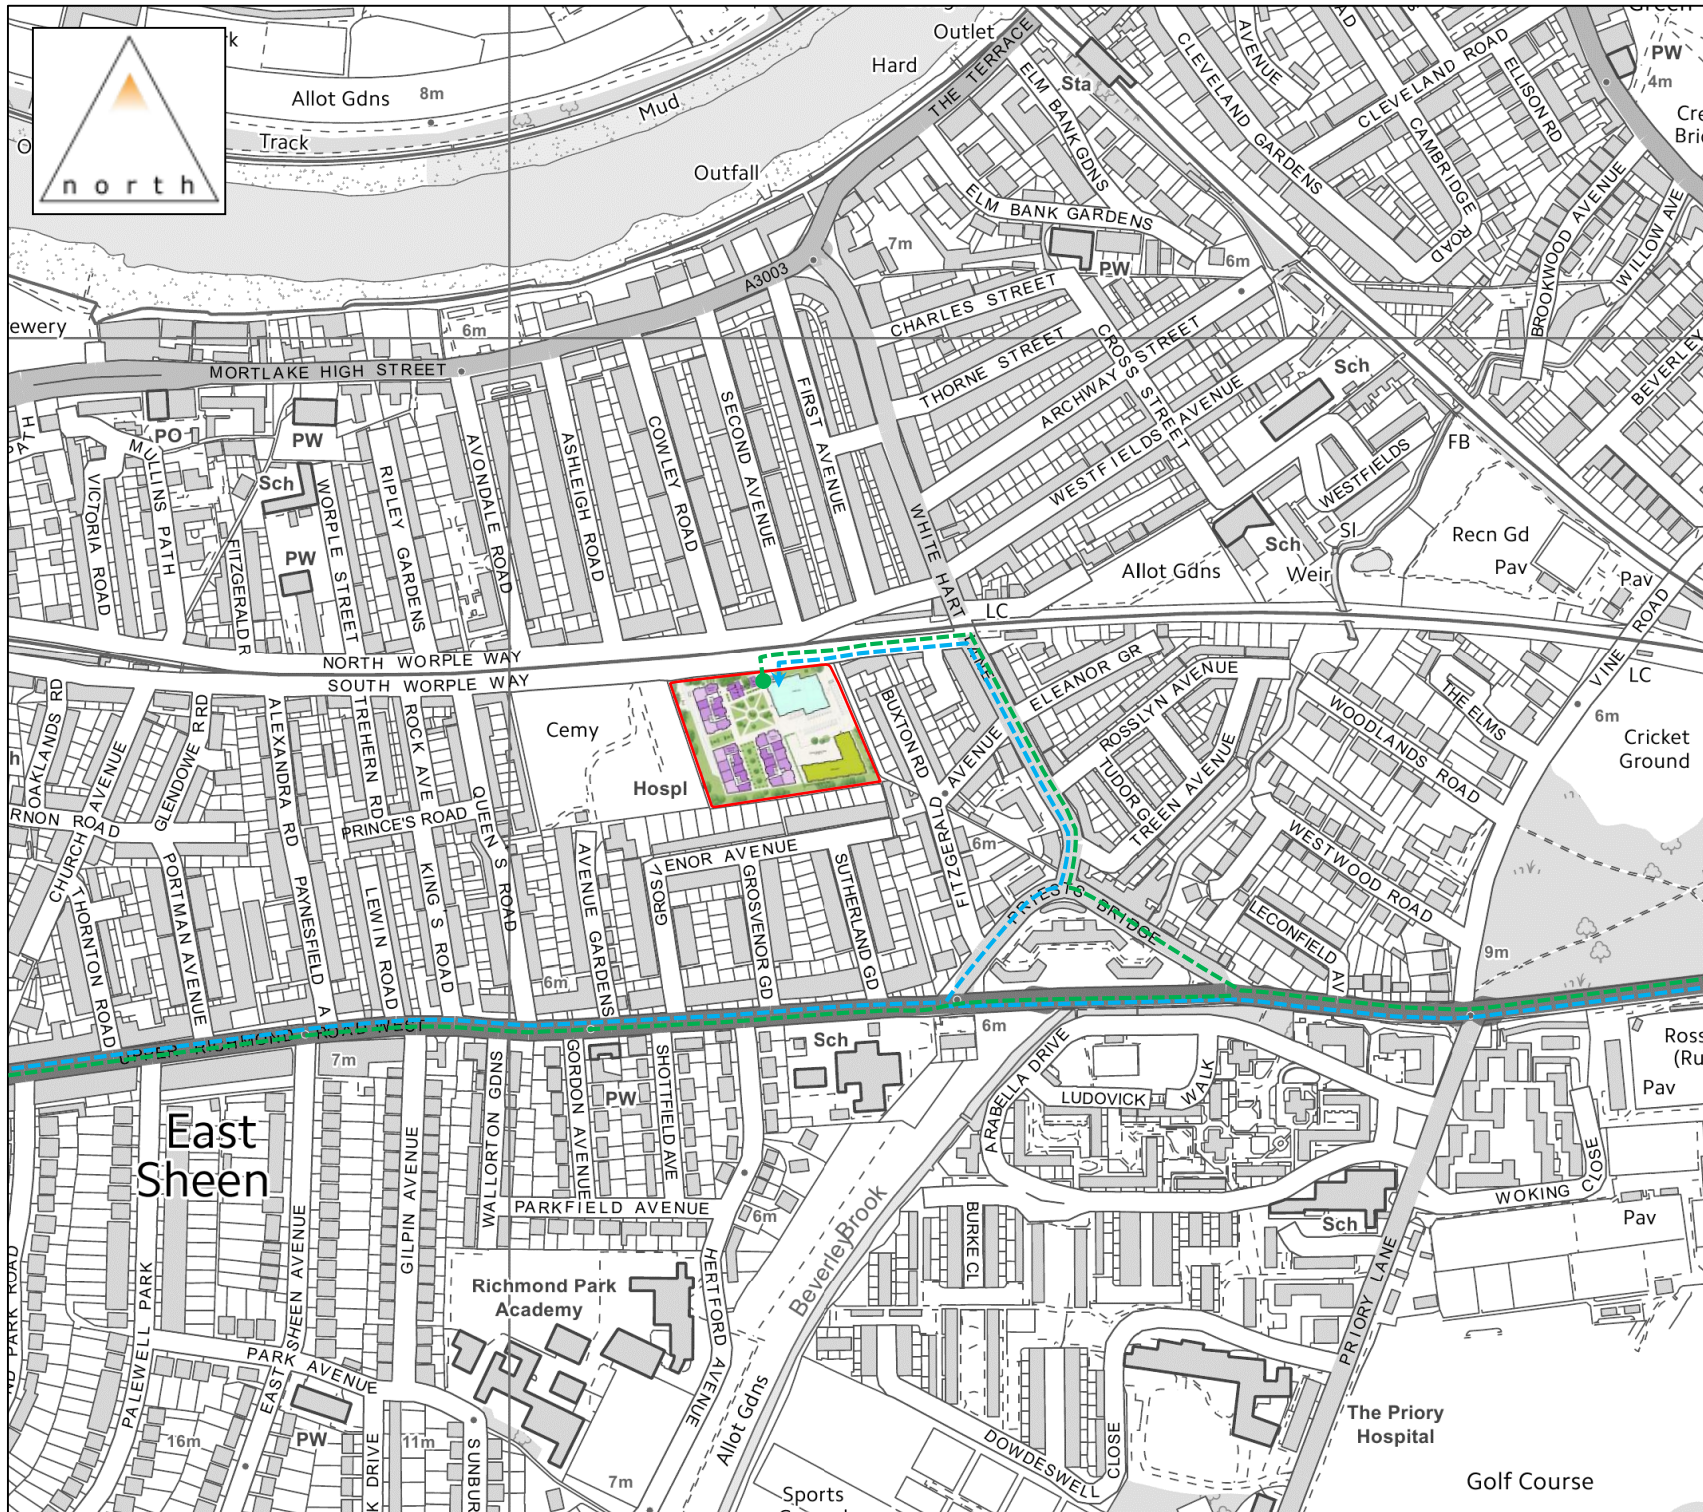 north
Allot Gdns
8m
Track
Mud
Outfall
Outlet
Hard
THE TERRACE
Sta
ELM BANK GDNS
ELM BANK GARDENS
CLEVELAND GARDENS
AVENUE
CLEVELAND ROAD
ELLISON RD
CAMBRIDGE ROAD
PW
4m
BROOKWOOD AVENUE
WILLOW AVE
BEVERLEY
7m
PW
6m
A3003
CHARLES STREET
THORNE STREET
CROSS STREET
ARCHWAY STREET
WESTFIELDS AVENUE
Sch
WESTFIELDS
FB
ewery
6m
MORTLAKE HIGH STREET
PATH
PO
PW
MULLINS PATH
VICTORIA ROAD
Sch
PW
FITZGERALD R
WORPLE STREET
RIPLEY GARDENS
AVONDALE ROAD
ASHLEIGH ROAD
COWLEY ROAD
SECOND AVENUE
FIRST AVENUE
WHITE HART LANE
LC
Allot Gdns
Sch
Weir
Sl
Recn Gd
Pav
Pav
VINE ROAD
LC
NORTH WORPLE WAY
SOUTH WORPLE WAY
Cemy
Hospl
BUXTON RD
FITZGERALD AVENUE
ELEANOR GR
ROSSLYN AVENUE
TUDOR G
TREEN AVENUE
WOODLANDS ROAD
THE ELMS
6m
Cricket
Ground
WESTWOOD ROAD
LECONFIELD AV
9m
OAKLANDS RD
RNON ROAD
CHURCH AVENUE
GLENDOWER RD
ALEXANDRA RD
TREHERN RD
ROCK AVE
PRINCE'S ROAD
QUEEN'S ROAD
THORNTON ROAD
PORTMAN AVENUE
PAYNESFIELD A
LEWIN ROAD
KING S ROAD
AVENUE GARDENS
GROSVENOR AVENUE
GROSVENOR GD
SUTHERLAND GD
6m
6m
PRIESTS BRIDGE
UPPER RICHMOND ROAD WEST
7m
East
Sheen
WALLORTON GDNS
GORDON AVENUE
PW
SHOTTFIELD AVE
Sch
6m
ARABELLA DRIVE
LUDOVICK WALK
Ross
(Ru
Pav
WOKING CLOSE
Pav
Sch
PARKFIELD AVENUE
6m
GILPIN AVENUE
EAST SHEEN AVENUE
PALEWELL PARK
PARK ROAD
PARK AVENUE
Richmond Park
Academy
HERTFORD AVENUE
Beverley Brook
BURKE CL
PRIORY LANE
16m
PW
11m
K DRIVE
SUNBUR
7m
Allot Gdns
DOWDESWELL CLOSE
Sports
The Priory
Hospital
Golf Course